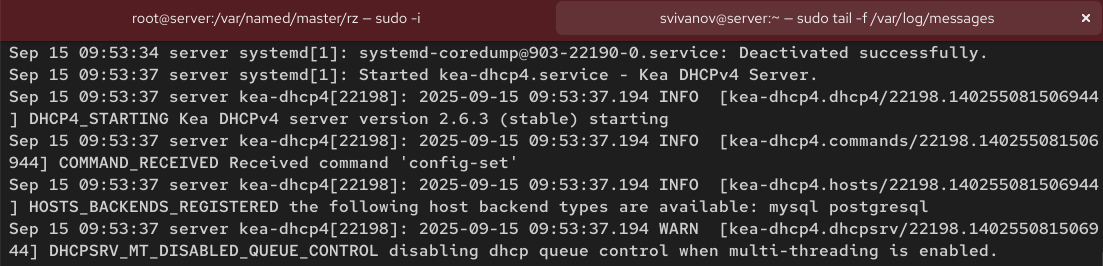 root@server:/var/named/master/rz — sudo -i
svivanov@server:~ — sudo tail -f /var/log/messages
×
Sep 15 09:53:34 server systemd[1]: systemd-coredump@903-22190-0.service: Deactivated successfully.
Sep 15 09:53:37 server systemd[1]: Started kea-dhcp4.service - Kea DHCPv4 Server.
Sep 15 09:53:37 server kea-dhcp4[22198]: 2025-09-15 09:53:37.194 INFO  [kea-dhcp4.dhcp4/22198.140255081506944
] DHCP4_STARTING Kea DHCPv4 server version 2.6.3 (stable) starting
Sep 15 09:53:37 server kea-dhcp4[22198]: 2025-09-15 09:53:37.194 INFO  [kea-dhcp4.commands/22198.140255081506
944] COMMAND_RECEIVED Received command 'config-set'
Sep 15 09:53:37 server kea-dhcp4[22198]: 2025-09-15 09:53:37.194 INFO  [kea-dhcp4.hosts/22198.140255081506944
] HOSTS_BACKENDS_REGISTERED the following host backend types are available: mysql postgresql
Sep 15 09:53:37 server kea-dhcp4[22198]: 2025-09-15 09:53:37.194 WARN  [kea-dhcp4.dhcpsrv/22198.1402550815069
44] DHCPSRV_MT_DISABLED_QUEUE_CONTROL disabling dhcp queue control when multi-threading is enabled.